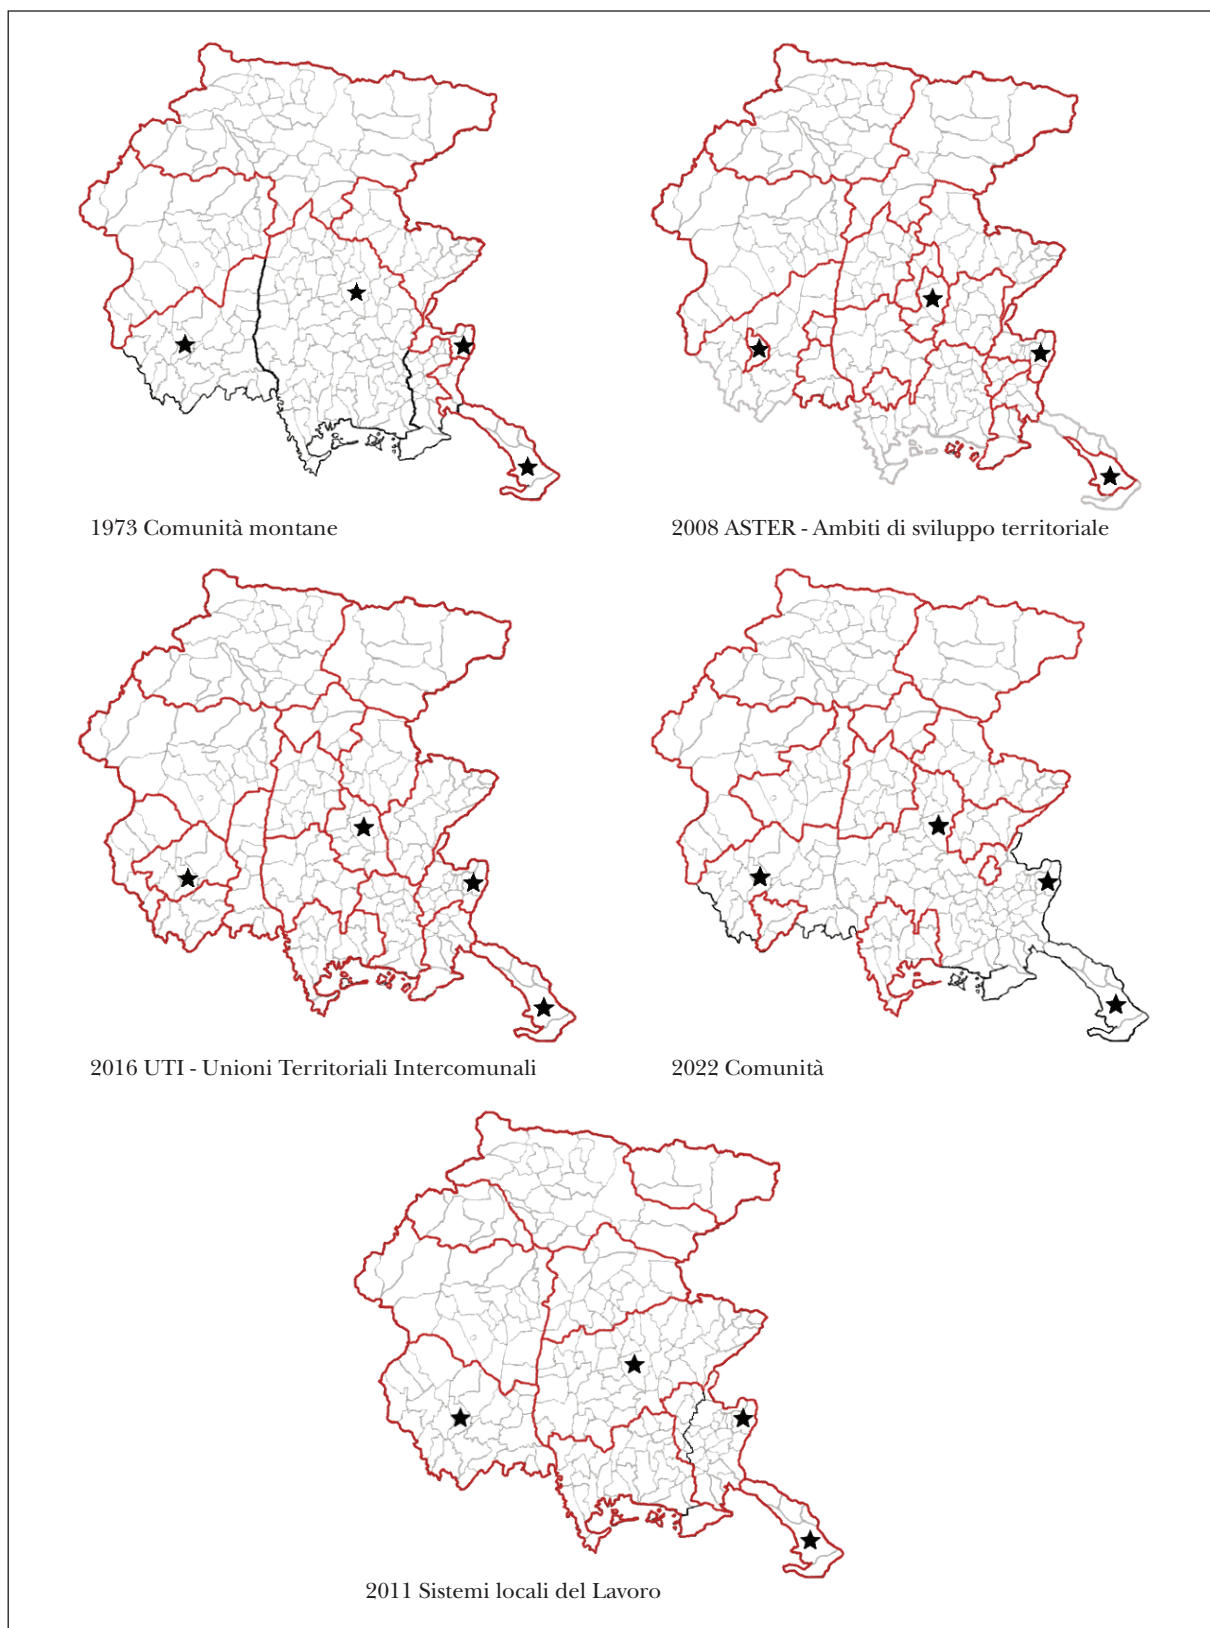 1973 Comunità montane
2008 ASTER - Ambiti di sviluppo territoriale
2016 UTI - Unioni Territoriali Intercomunali
2022 Comunità
2011 Sistemi locali del Lavoro